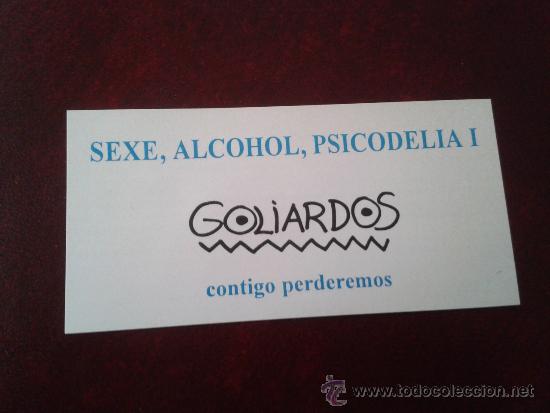 SEXE, ALCOHOL, PSICODELIA I
GOLiARDOS
contigo perderemos
www.todocoleccion.net